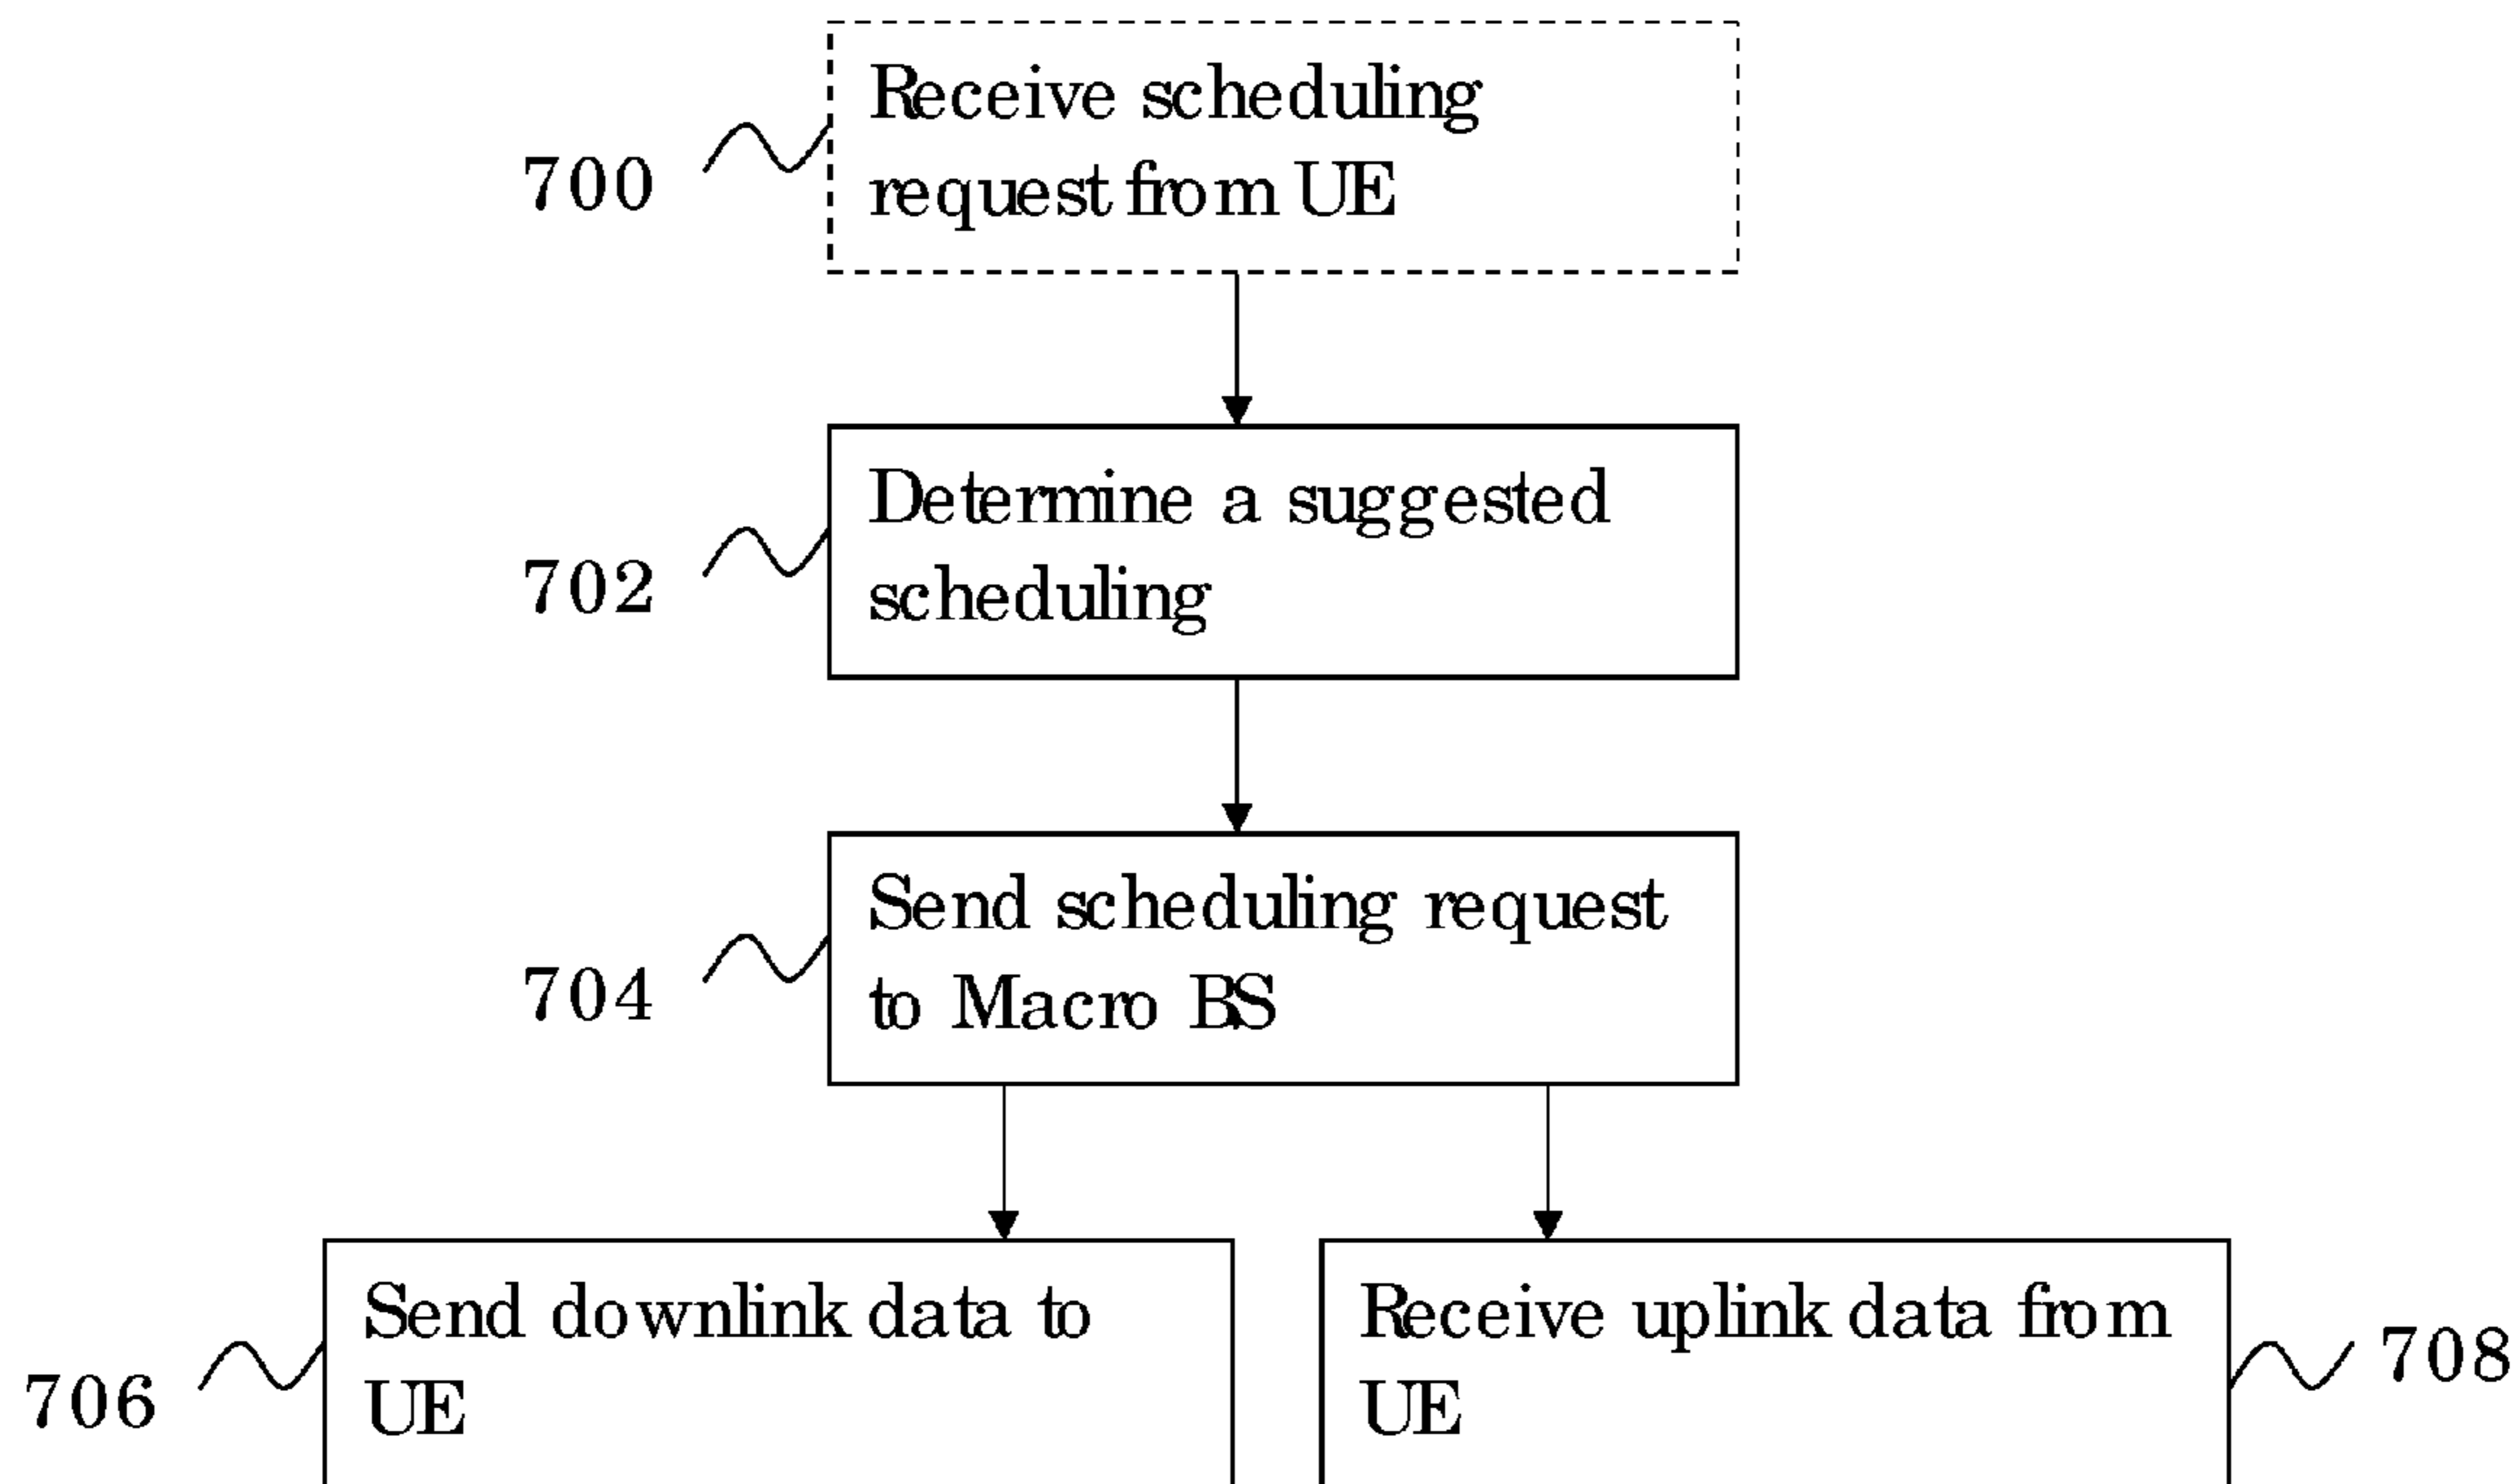 Receive scheduling
request from UE
700
Determine a suggested
scheduling
702
Send scheduling request
to Macro BS
704
Send downlink data to
UE
706
Receive uplink data from
UE
708